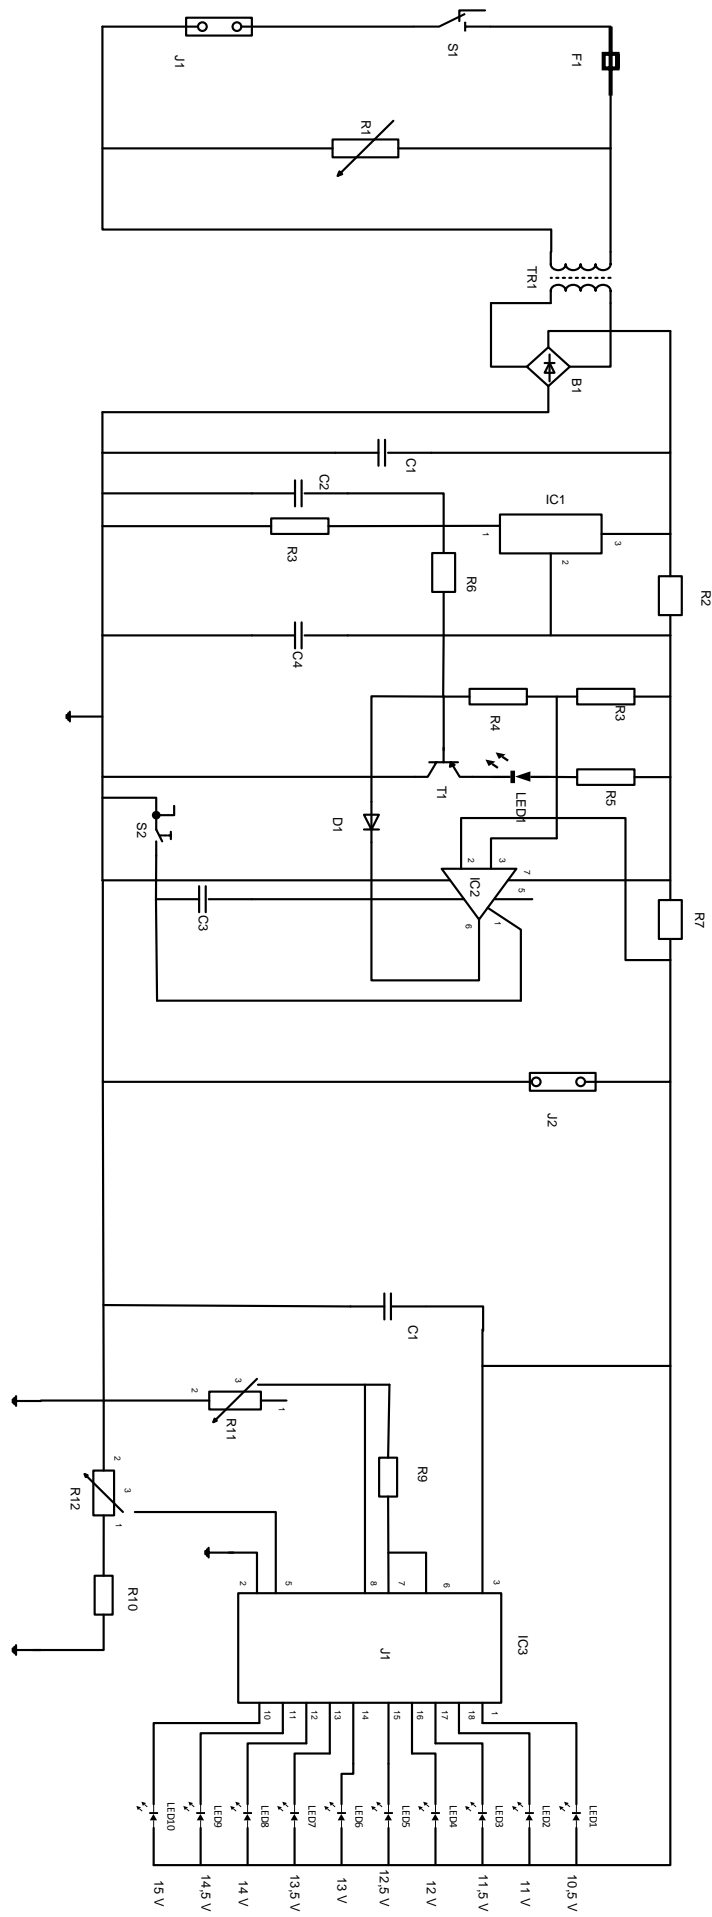 J1
S1
F1
R1
TR1
B1
C1
C2
IC1
R3
1
3
2
R6
R2
C4
R4
R3
T1
LED1
R5
D1
S2
2
3
7
IC2
5
C3
6
1
R7
J2
C1
3
2
R11
1
R9
2
3
R12
1
R10
2
5
8
7
6
3
J1
IC3
10
11
12
13
14
15
16
17
18
1
LED10
LED9
LED8
LED7
LED6
LED5
LED4
LED3
LED2
LED1
15 V
14,5 V
14 V
13,5 V
13 V
12,5 V
12 V
11,5 V
11 V
10,5 V